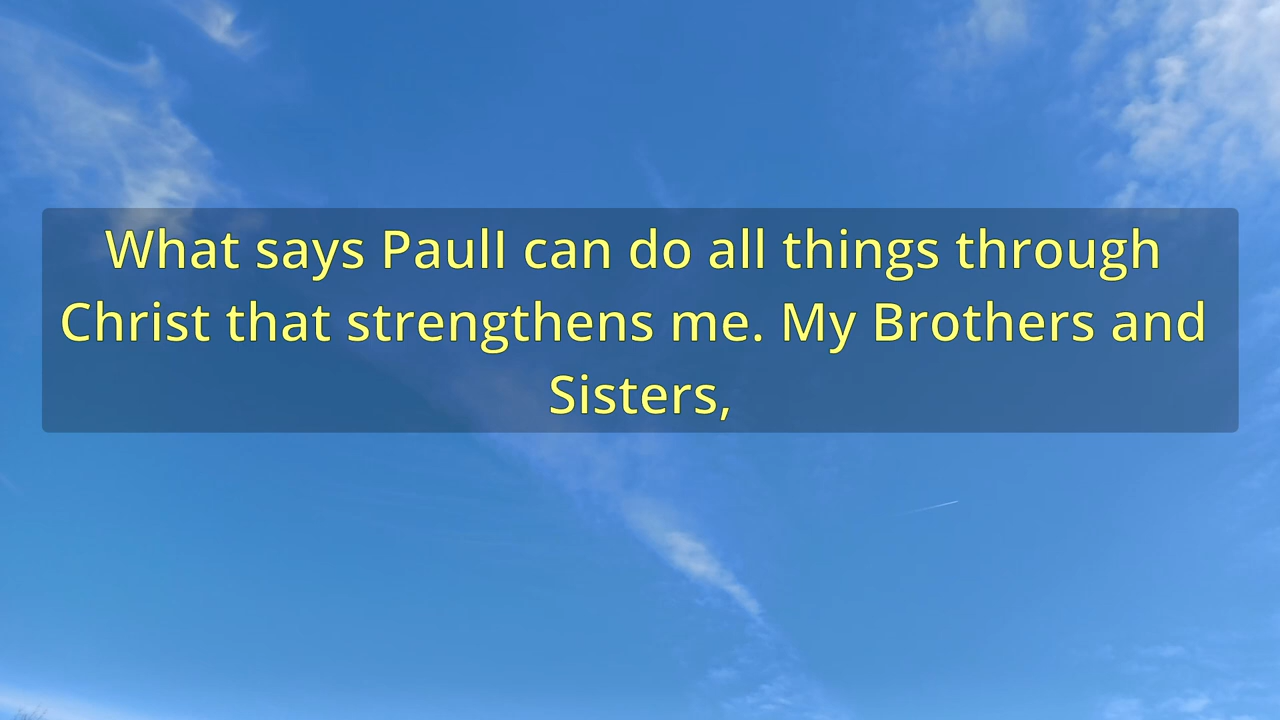 What says PaulI can do all things through
Christ that strengthens me. My Brothers and
Sisters,